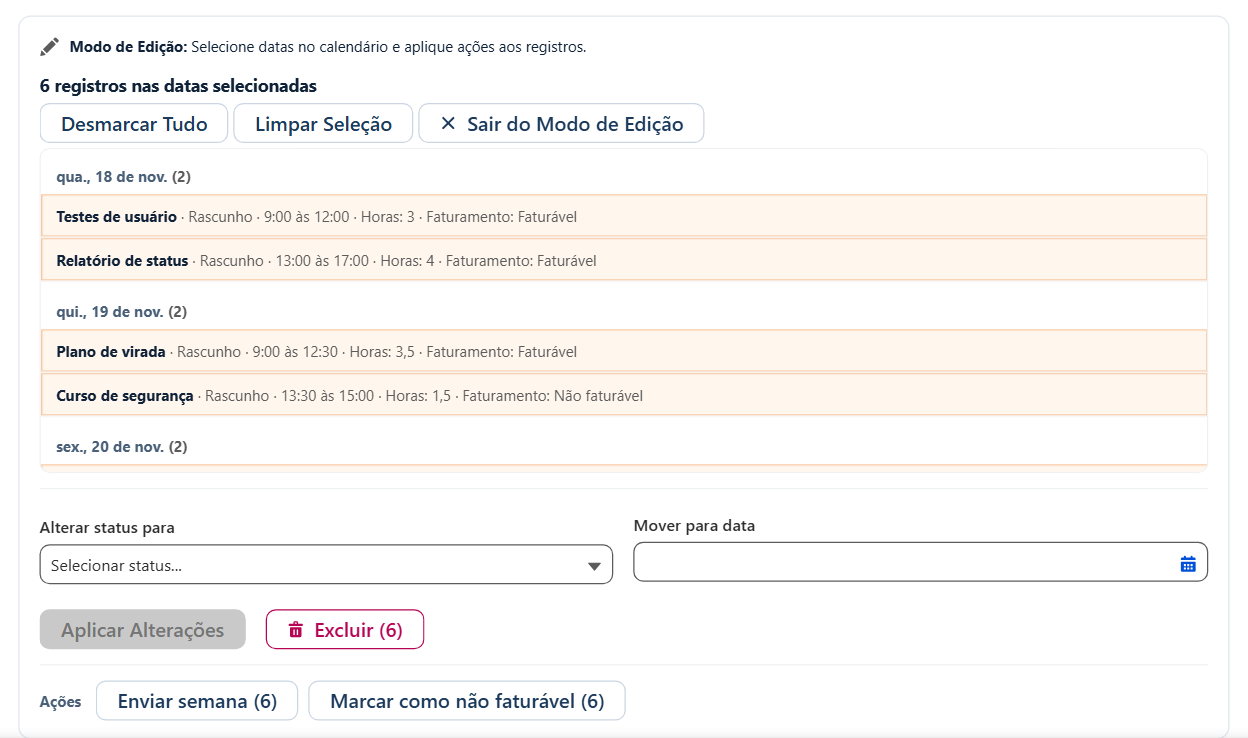 Modo de Edição: Selecione datas no calendário e aplique ações aos registros.
6 registros nas datas selecionadas
Desmarcar Tudo
Limpar Seleção
Sair do Modo de Edição
qua., 18 de nov. (2)
Testes de usuário · Rascunho · 9:00 às 12:00 · Horas: 3 · Faturamento: Faturável
Relatório de status · Rascunho · 13:00 às 17:00 · Horas: 4 · Faturamento: Faturável
qui., 19 de nov. (2)
Plano de virada · Rascunho · 9:00 às 12:30 · Horas: 3,5 · Faturamento: Faturável
Curso de segurança · Rascunho · 13:30 às 15:00 · Horas: 1,5 · Faturamento: Não faturável
sex., 20 de nov. (2)
Alterar status para
Selecionar status...
Mover para data
Aplicar Alterações
Excluir (6)
Ações
Enviar semana (6)
Marcar como não faturável (6)